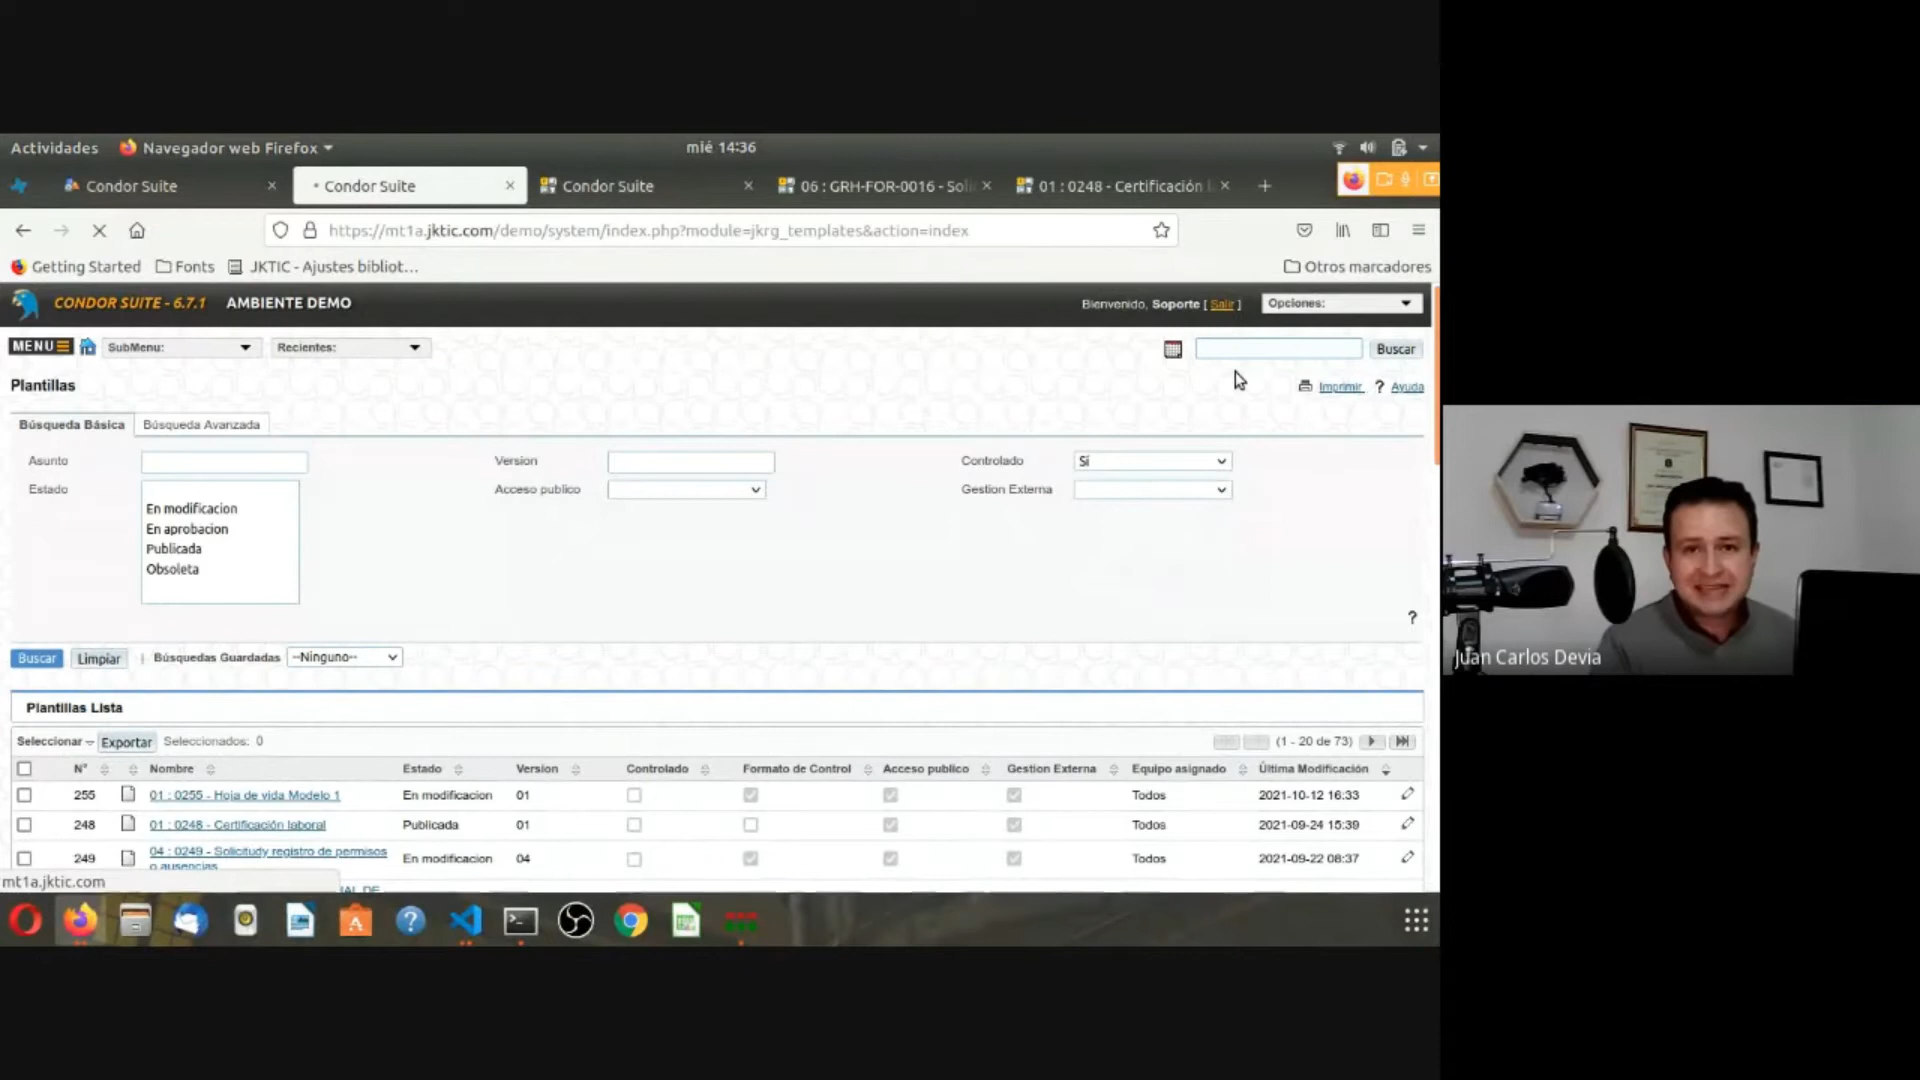 Actividades Navegador web Firefox mié 14:36
Condor Suite Condor Suite Condor Suite 06 : GRH-FOR-0016 - Soli 01 : 0248 - Certificación l
https://mt1a.jktic.com/demo/system/index.php?module=jkrg_templates&action=index
Getting Started Fonts JKTIC - Ajustes bibliot… Otros marcadores
CONDOR SUITE - 6.7.1 AMBIENTE DEMO Bienvenido, Soporte [ Salir ] Opciones:
MENU SubMenu: Recientes: Buscar
Plantillas Imprimir ? Ayuda
Búsqueda Básica Búsqueda Avanzada
Asunto Version Controlado Sí
Estado Acceso publico Gestion Externa
En modificacion
En aprobacion
Publicada
Obsoleta
?
Buscar Limpiar | Búsquedas Guardadas --Ninguno--
Plantillas Lista
Seleccionar Exportar Seleccionados: 0 (1 - 20 de 73)
N° Nombre Estado Version Controlado Formato de Control Acceso publico Gestion Externa Equipo asignado Última Modificación
255 01 : 0255 - Hoja de vida Modelo 1 En modificacion 01 Todos 2021-10-12 16:33
248 01 : 0248 - Certificación laboral Publicada 01 Todos 2021-09-24 15:39
249 04 : 0249 - Solicitudy registro de permisos o ausencias En modificacion 04 Todos 2021-09-22 08:37
mt1a.jktic.com
Juan Carlos Devia